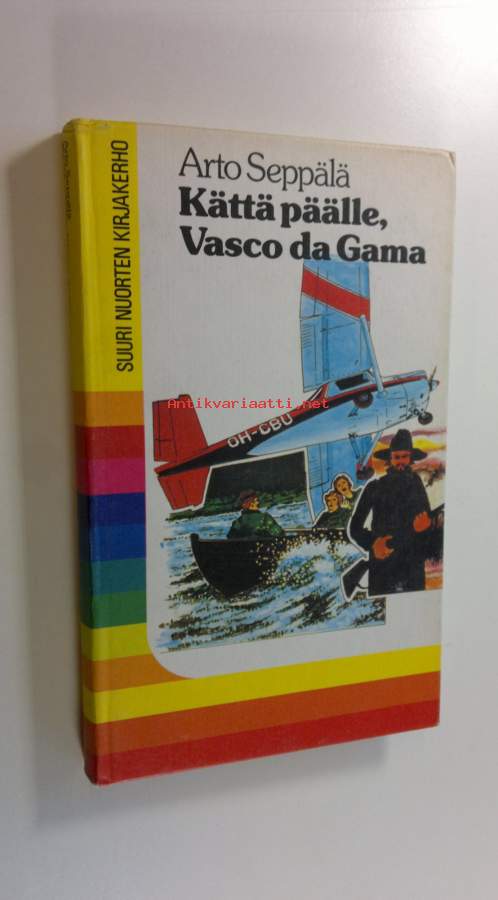 Arto Seppälä
Kättä päälle,
Vasco da Gama
SUURI NUORTEN KIRJAKERHO
Antikvariaatti.net
OH-CBU